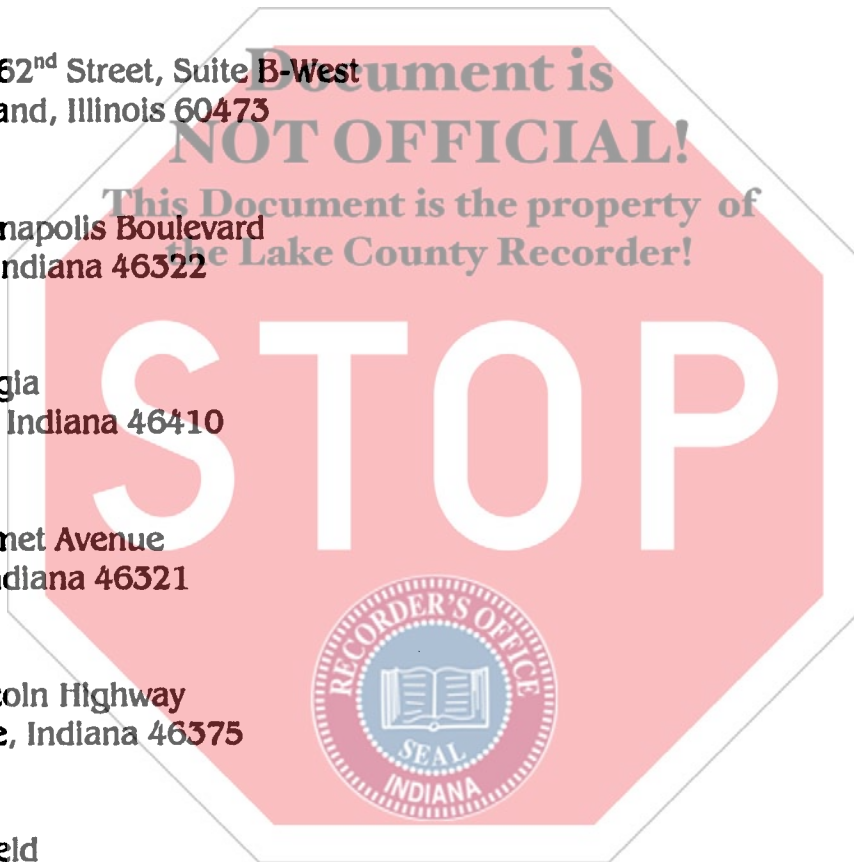 62nd Street, Suite B-West
and, Illinois 60473
Document is
NOT OFFICIAL!
This Document is the property of
the Lake County Recorder!
napolis Boulevard
ndiana 46322
gia
Indiana 46410
STOP
net Avenue
diana 46321
RECORDER'S OFFICE
SEAL
INDIANA
oln Highway
e, Indiana 46375
eld